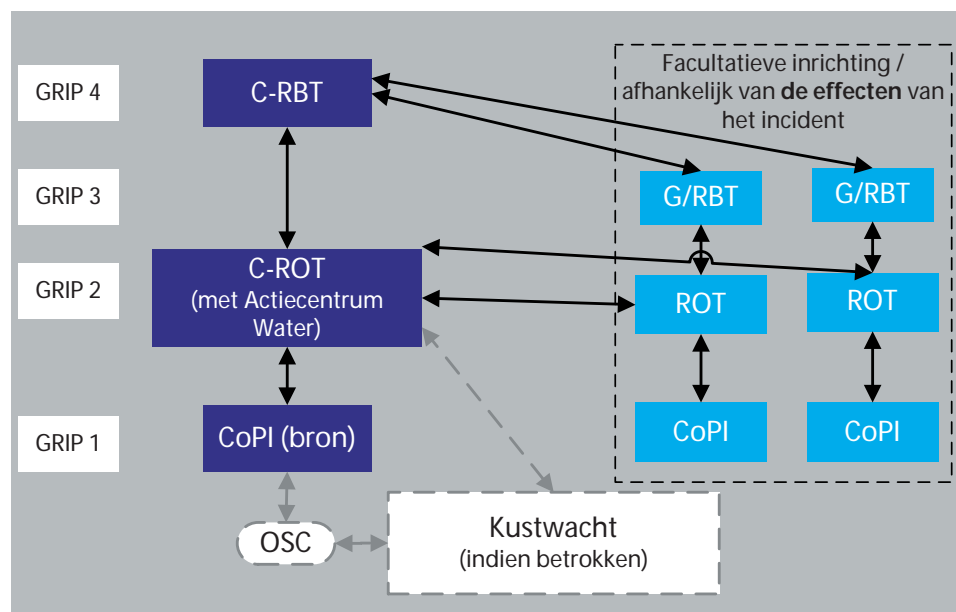 GRIP 4
C-RBT
Facultatieve inrichting /
afhankelijk van de effecten van
het incident
GRIP 3
G/RBT
G/RBT
GRIP 2
C-ROT
(met Actiecentrum
Water)
ROT
ROT
GRIP 1
CoPI (bron)
CoPI
CoPI
OSC
Kustwacht
(indien betrokken)